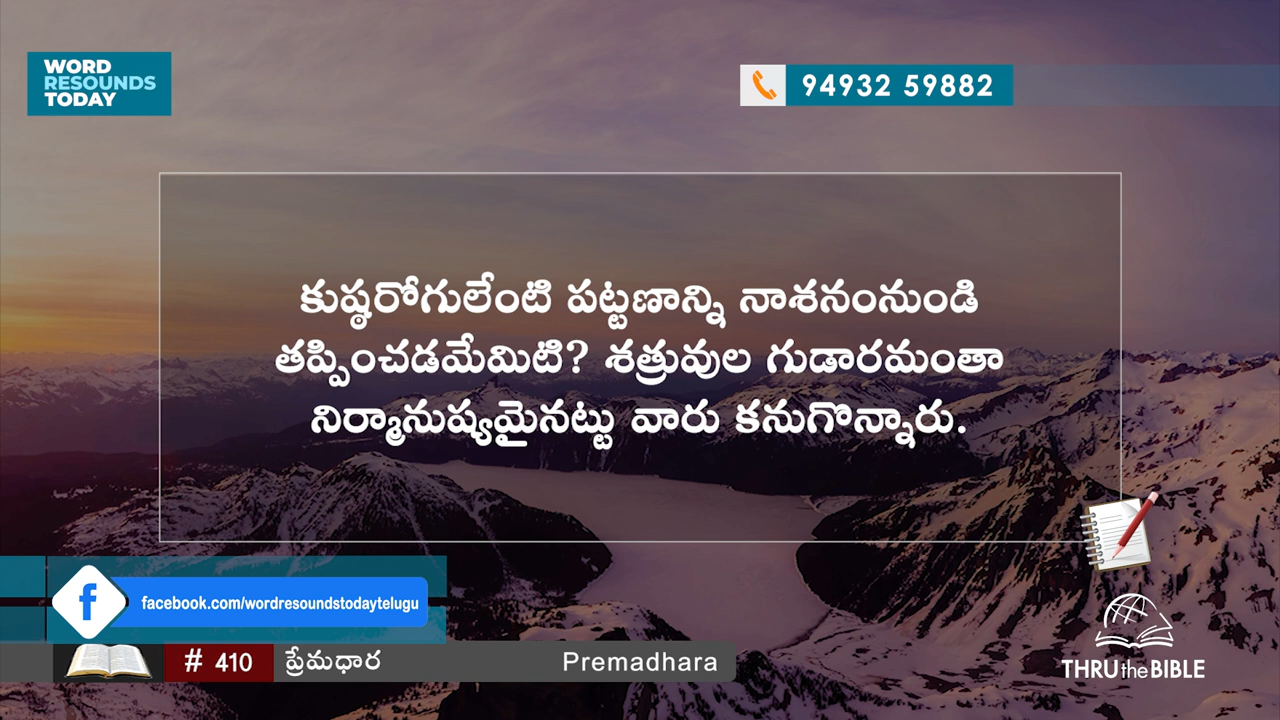 WORD
RESOUNDS
TODAY
94932 59882
కుష్ఠరోగులేంటి పట్టణాన్ని నాశనంనుండి
తప్పించడమేమిటి? శత్రువుల గుడారమంతా
నిర్మానుష్యమైనట్టు వారు కనుగొన్నారు.
facebook.com/wordresoundstodaytelugu
# 410 ప్రేమధార Premadhara
THRU the BIBLE